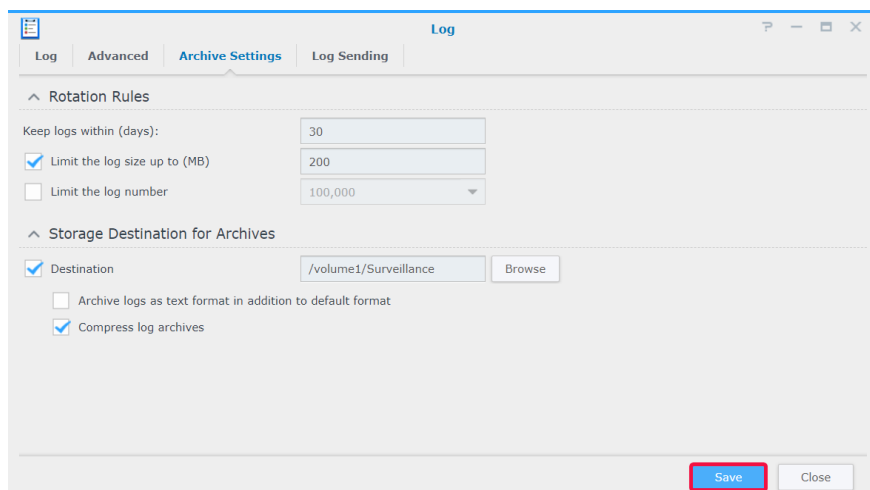 Log
Log Advanced Archive Settings Log Sending
Rotation Rules
Keep logs within (days): 30
Limit the log size up to (MB) 200
Limit the log number 100,000
Storage Destination for Archives
Destination /volume1/Surveillance Browse
Archive logs as text format in addition to default format
Compress log archives
Save Close